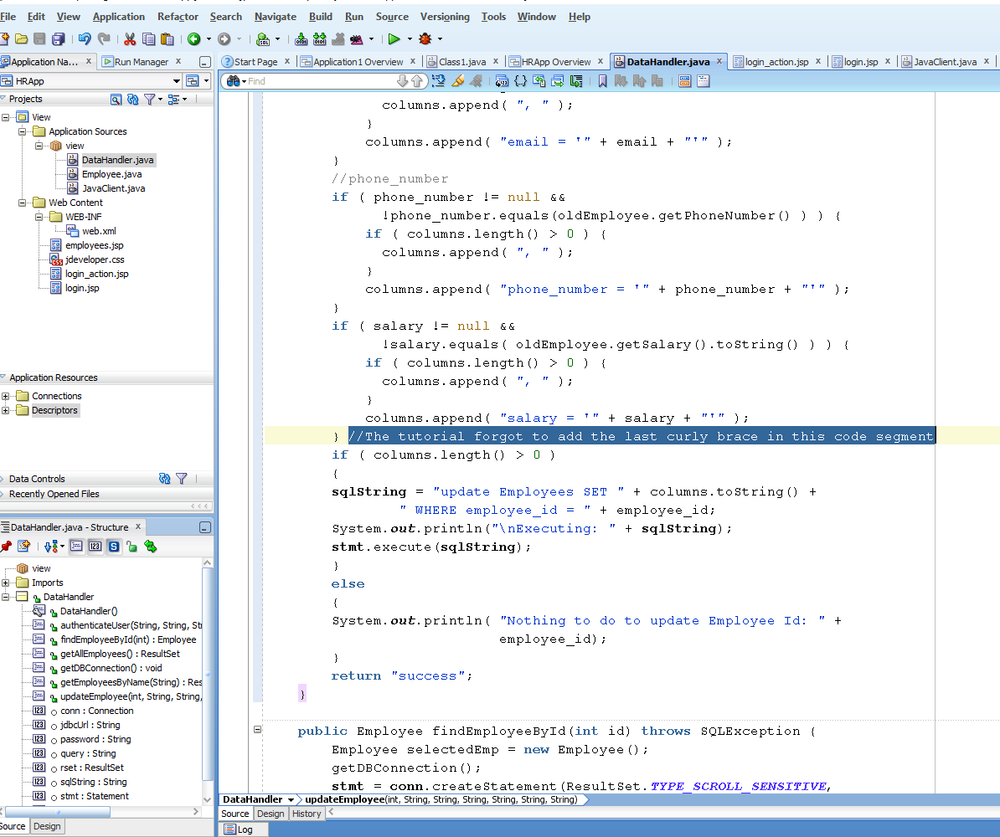 File Edit View Application Refactor Search Navigate Build Run Source Versioning Tools Window Help
Application Na... x Run Manager x
Start Page x Application1 Overview x Class1.java x HRApp Overview x DataHandler.java x login_action.jsp x login.jsp x JavaClient.java x
HRApp
Find
Projects
View
Application Sources
view
DataHandler.java
Employee.java
JavaClient.java
Web Content
WEB-INF
web.xml
employees.jsp
jdeveloper.css
login_action.jsp
login.jsp
Application Resources
Connections
Descriptors
Data Controls
Recently Opened Files
DataHandler.java - Structure x
view
Imports
DataHandler
DataHandler()
authenticateUser(String, String, St
findEmployeeById(int) : Employee
getAllEmployees() : ResultSet
getDBConnection() : void
getEmployeesByName(String) : Res
updateEmployee(int, String, String,
conn : Connection
jdbcUrl : String
password : String
query : String
rset : ResultSet
sqlString : String
stmt : Statement
Source Design
columns.append( ", " );
}
columns.append( "email = '" + email + "'" );
}
//phone_number
if ( phone_number != null &&
!phone_number.equals(oldEmployee.getPhoneNumber() ) ) {
if ( columns.length() > 0 ) {
columns.append( ", " );
}
columns.append( "phone_number = '" + phone_number + "'" );
}
if ( salary != null &&
!salary.equals( oldEmployee.getSalary().toString() ) ) {
if ( columns.length() > 0 ) {
columns.append( ", " );
}
columns.append( "salary = '" + salary + "'" );
} //The tutorial forgot to add the last curly brace in this code segment
if ( columns.length() > 0 )
{
sqlString = "update Employees SET " + columns.toString() +
" WHERE employee_id = " + employee_id;
System.out.println("\nExecuting: " + sqlString);
stmt.execute(sqlString);
}
else
{
System.out.println( "Nothing to do to update Employee Id: " +
employee_id);
}
return "success";
}
public Employee findEmployeeById(int id) throws SQLException {
Employee selectedEmp = new Employee();
getDBConnection();
stmt = conn.createStatement(ResultSet.TYPE_SCROLL_SENSITIVE,
DataHandler updateEmployee(int, String, String, String, String, String, String)
Source Design History
Log